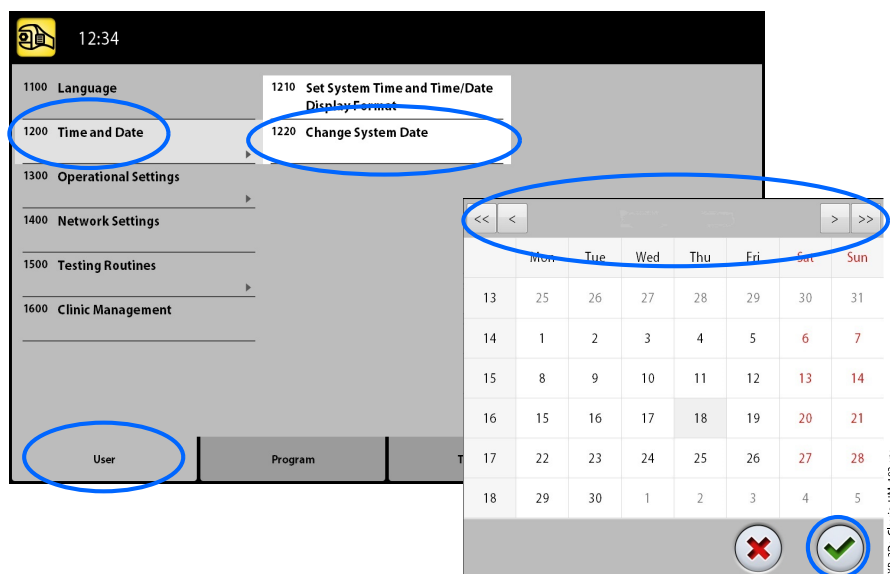 12:34
1100 Language
1200 Time and Date
1300 Operational Settings
1400 Network Settings
1500 Testing Routines
1600 Clinic Management
1210 Set System Time and Time/Date
Display Format
1220 Change System Date
User
Program
T
<< < > >>
Mon Tue Wed Thu Fri Sat Sun
13 25 26 27 28 29 30 31
14 1 2 3 4 5 6 7
15 8 9 10 11 12 13 14
16 15 16 17 18 19 20 21
17 22 23 24 25 26 27 28
18 29 30 1 2 3 4 5